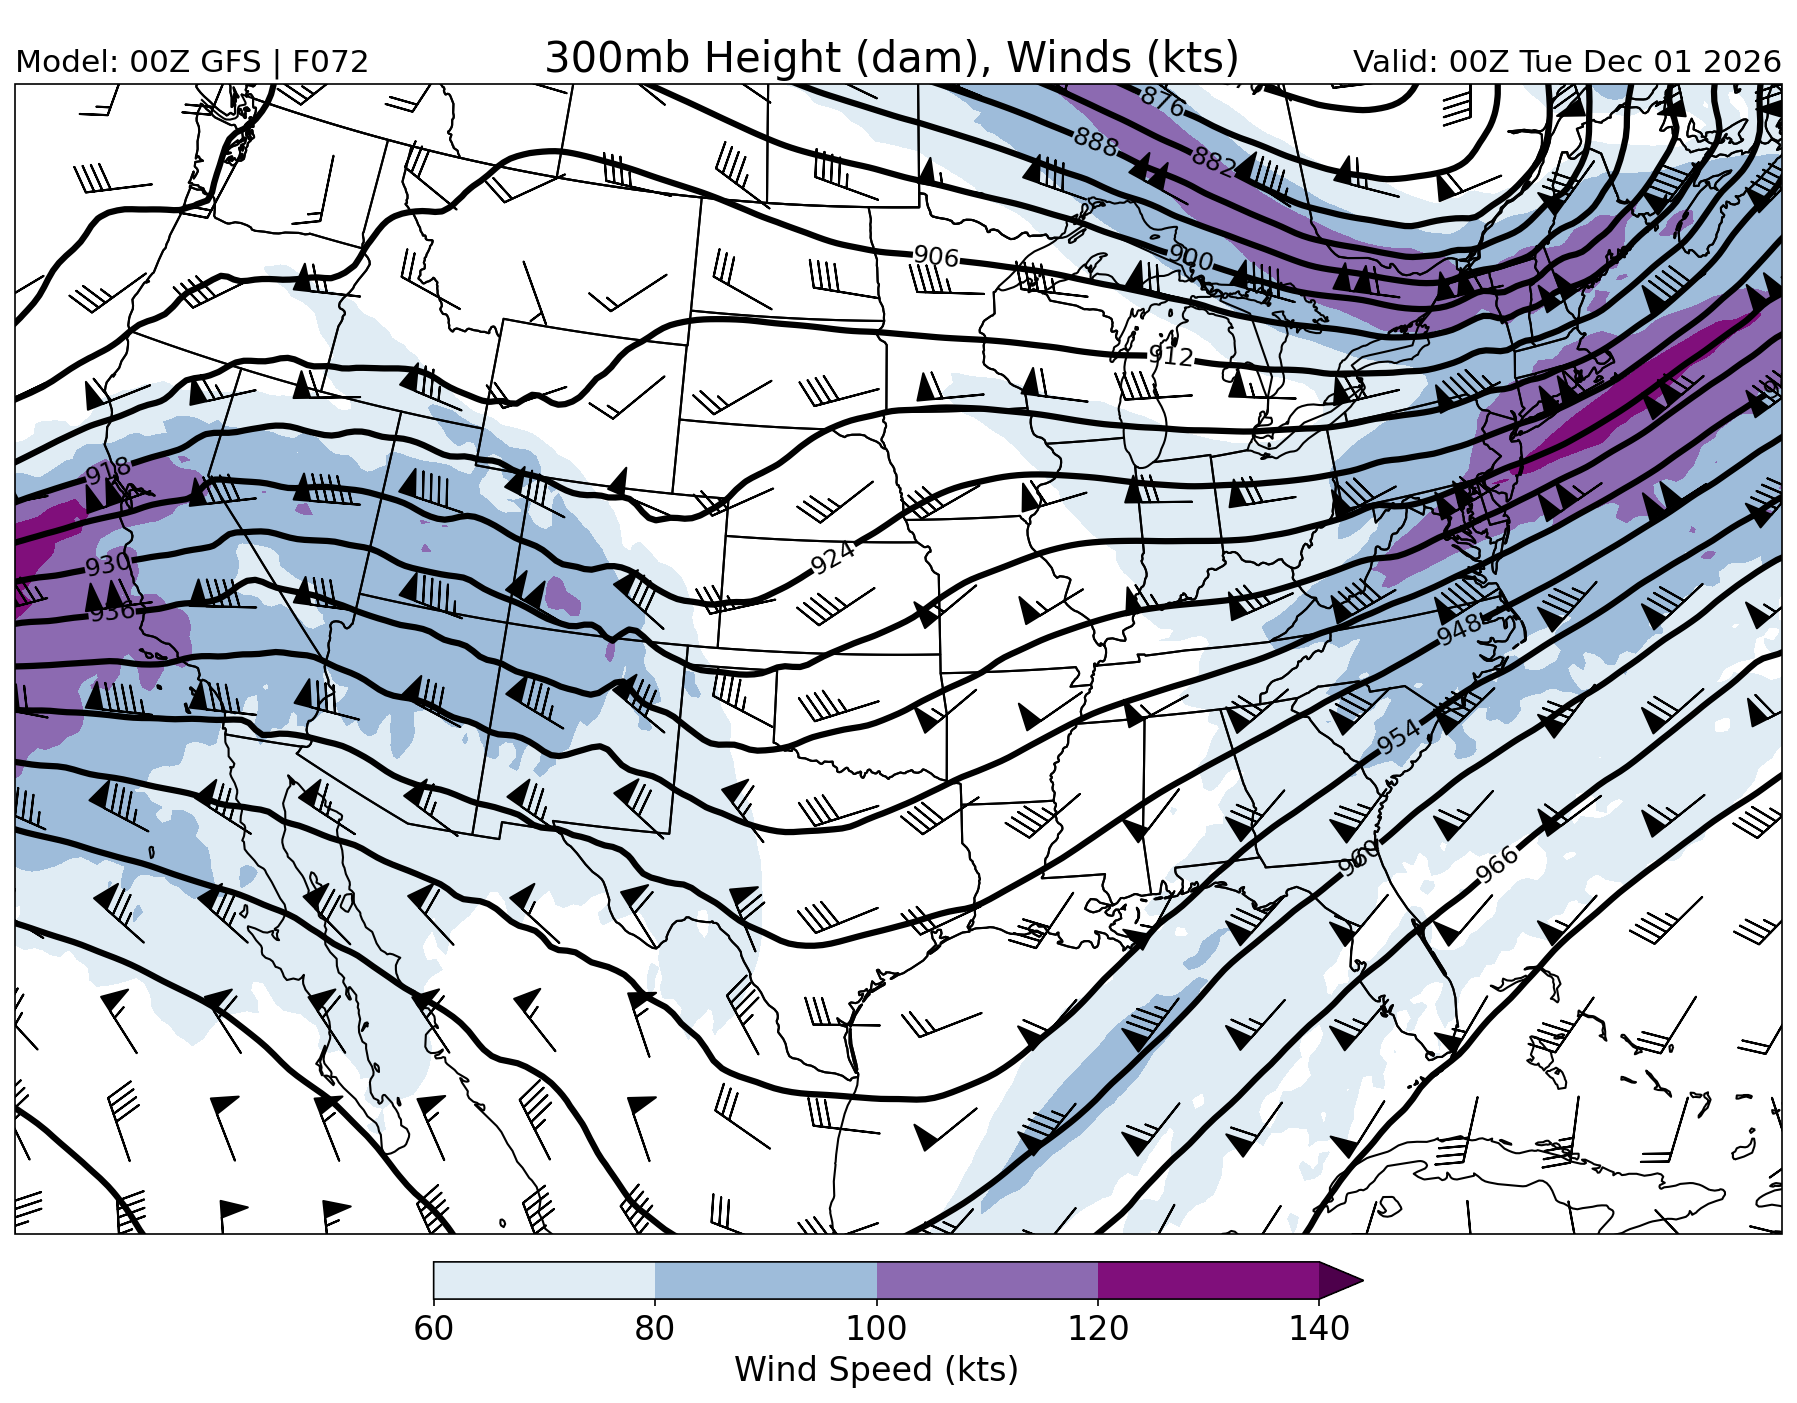 Model: 00Z GFS | F072
300mb Height (dam), Winds (kts)
Valid: 00Z Tue Dec 01 2026
876
888
882
906
900
912
918
924
930
936
948
954
960
966
60 80 100 120 140
Wind Speed (kts)